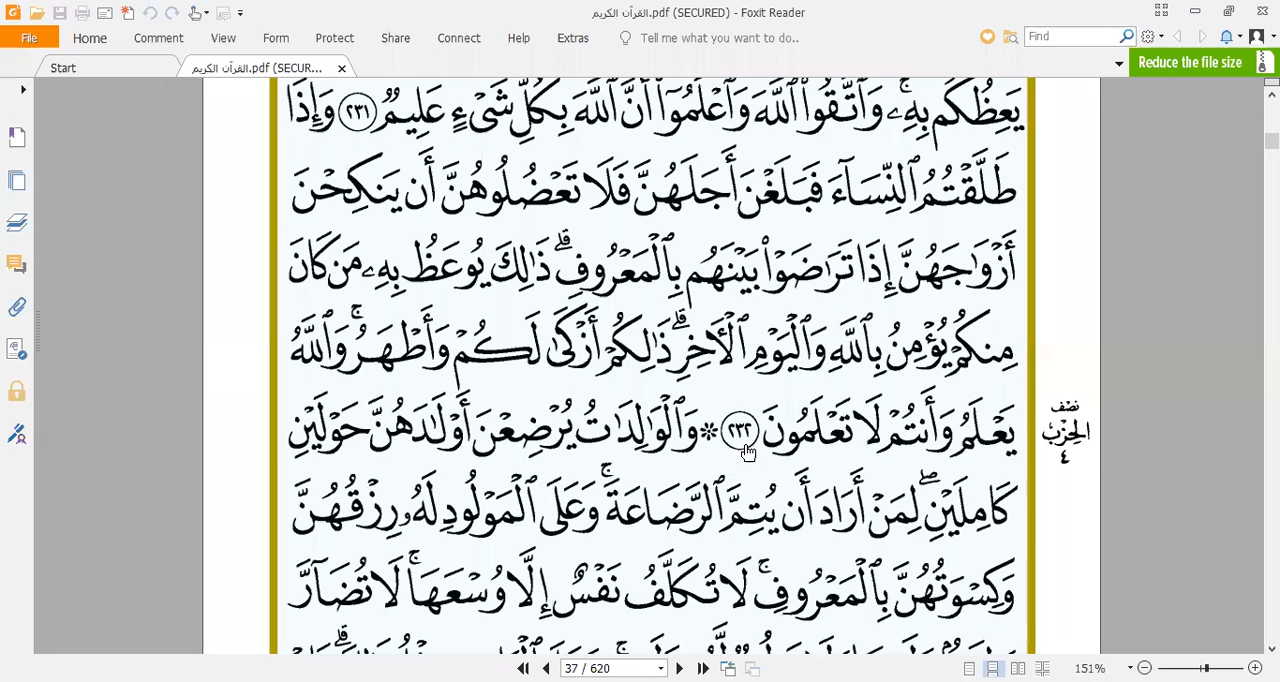 القرآن الكريم.pdf (SECURED) - Foxit Reader
File Home Comment View Form Protect Share Connect Help Extras Tell me what you want to do.. Find
Start القرآن الكريم.pdf (SECUR... Reduce the file size
يَعِظُكُم بِهِۦۚ وَٱتَّقُوا۟ ٱللَّهَ وَٱعْلَمُوٓا۟ أَنَّ ٱللَّهَ بِكُلِّ شَىْءٍ عَلِيمٌ ٢٣١ وَإِذَا
طَلَّقْتُمُ ٱلنِّسَآءَ فَبَلَغْنَ أَجَلَهُنَّ فَلَا تَعْضُلُوهُنَّ أَن يَنكِحْنَ
أَزْوَٰجَهُنَّ إِذَا تَرَٰضَوْا۟ بَيْنَهُم بِٱلْمَعْرُوفِۗ ذَٰلِكَ يُوعَظُ بِهِۦ مَن كَانَ
مِنكُمْ يُؤْمِنُ بِٱللَّهِ وَٱلْيَوْمِ ٱلْـَٔاخِرِۗ ذَٰلِكُمْ أَزْكَىٰ لَكُمْ وَأَطْهَرُۚ وَٱللَّهُ
يَعْلَمُ وَأَنتُمْ لَا تَعْلَمُونَ ٢٣٢ * وَٱلْوَٰلِدَٰتُ يُرْضِعْنَ أَوْلَٰدَهُنَّ حَوْلَيْنِ
نصف
الحزب
٤
كَامِلَيْنِۖ لِمَنْ أَرَادَ أَن يُتِمَّ ٱلرَّضَاعَةَۚ وَعَلَى ٱلْمَوْلُودِ لَهُۥ رِزْقُهُنَّ
وَكِسْوَتُهُنَّ بِٱلْمَعْرُوفِۚ لَا تُكَلَّفُ نَفْسٌ إِلَّا وُسْعَهَاۚ لَا تُضَآرَّ
37 / 620 151%